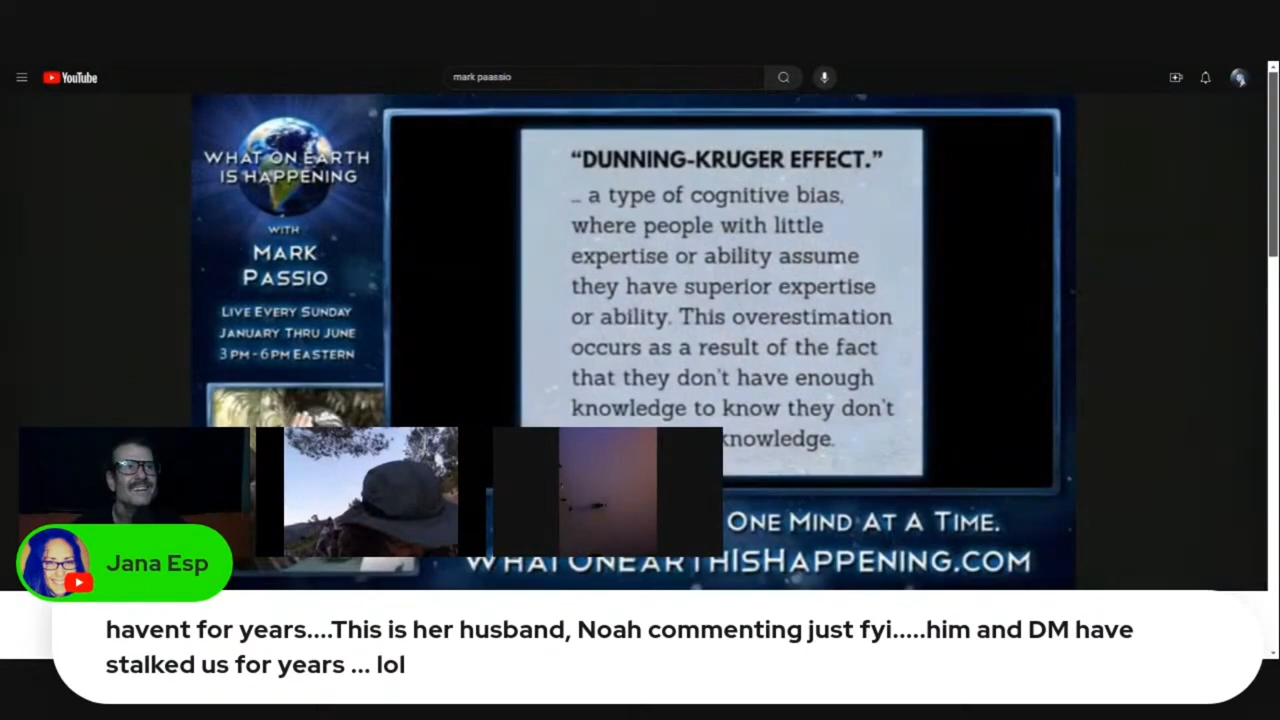 YouTube
mark paassio
WHAT ON EARTH
IS HAPPENING
WITH
MARK
PASSIO
LIVE EVERY SUNDAY
JANUARY THRU JUNE
3 PM - 6 PM EASTERN
“DUNNING-KRUGER EFFECT.”
... a type of cognitive bias,
where people with little
expertise or ability assume
they have superior expertise
or ability. This overestimation
occurs as a result of the fact
that they don't have enough
knowledge to know they don't
knowledge.
ONE MIND AT A TIME.
WHATONEARTHISHAPPENING.COM
Jana Esp
havent for years....This is her husband, Noah commenting just fyi.....him and DM have
stalked us for years ... lol